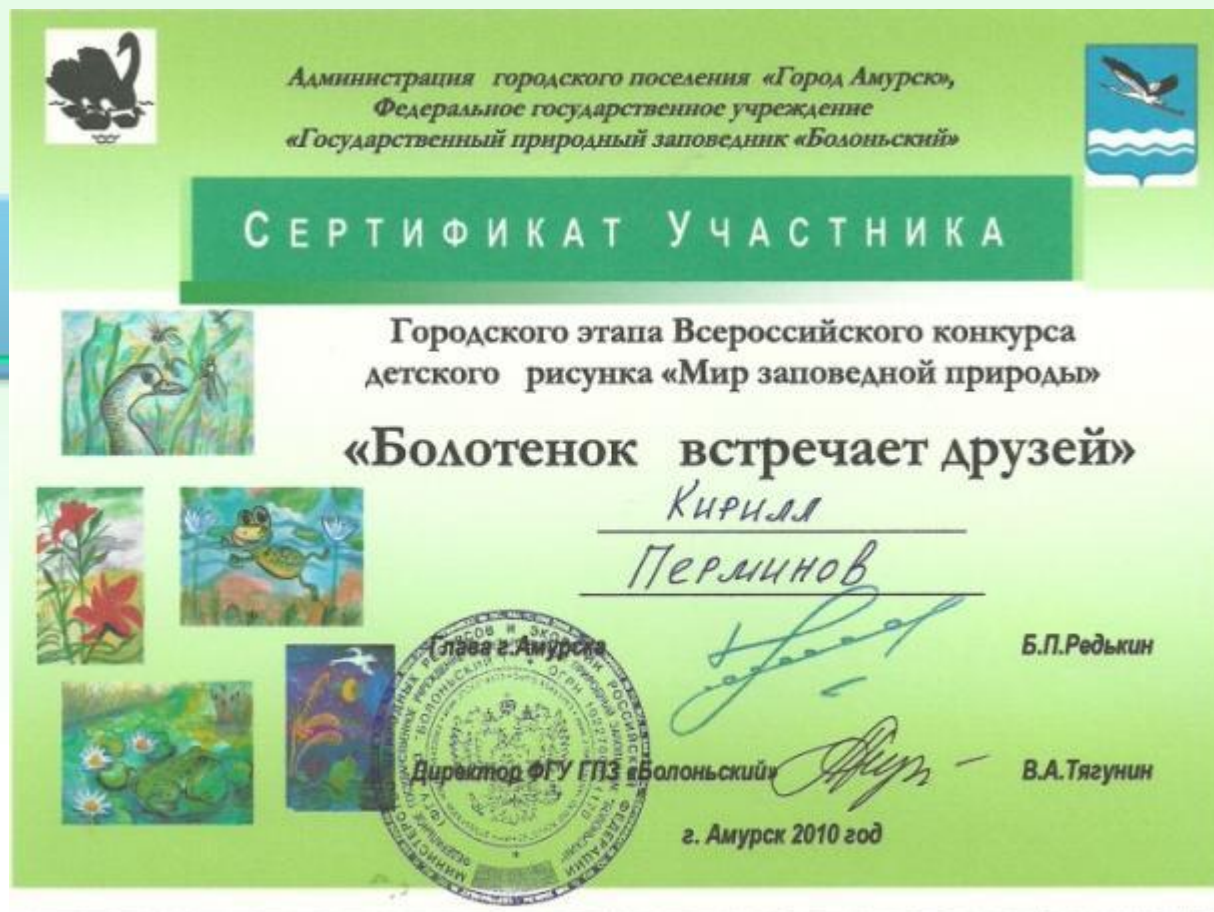 Администрация городского поселения «Город Амурск»,
Федеральное государственное учреждение
«Государственный природный заповедник «Болоньский»
Сертификат Участника
Городского этапа Всероссийского конкурса
детского рисунка «Мир заповедной природы»
«Болотенок встречает друзей»
Кирилл
Перминов
Глава г.Амурска Б.П.Редькин
Директор ФГУ ГПЗ «Болоньский» В.А.Тягунин
г. Амурск 2010 год